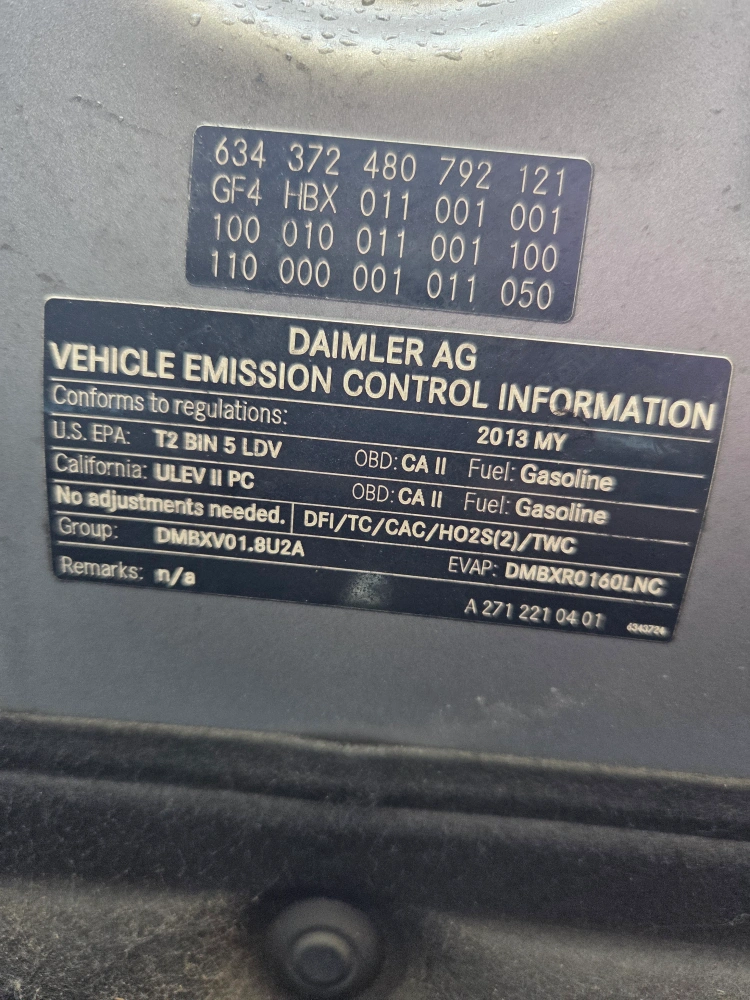 634 372 480 792 121
GF4 HBX 011 001 001
100 010 011 001 100
110 000 001 011 050
DAIMLER AG
VEHICLE EMISSION CONTROL INFORMATION
Conforms to regulations: 2013 MY
U.S. EPA: T2 BIN 5 LDV OBD: CA II Fuel: Gasoline
California: ULEV II PC OBD: CA II Fuel: Gasoline
No adjustments needed. DFI/TC/CAC/HO2S(2)/TWC
Group: DMBXV01.8U2A EVAP: DMBXR0160LNC
Remarks: n/a A 271 221 04 01 6343724